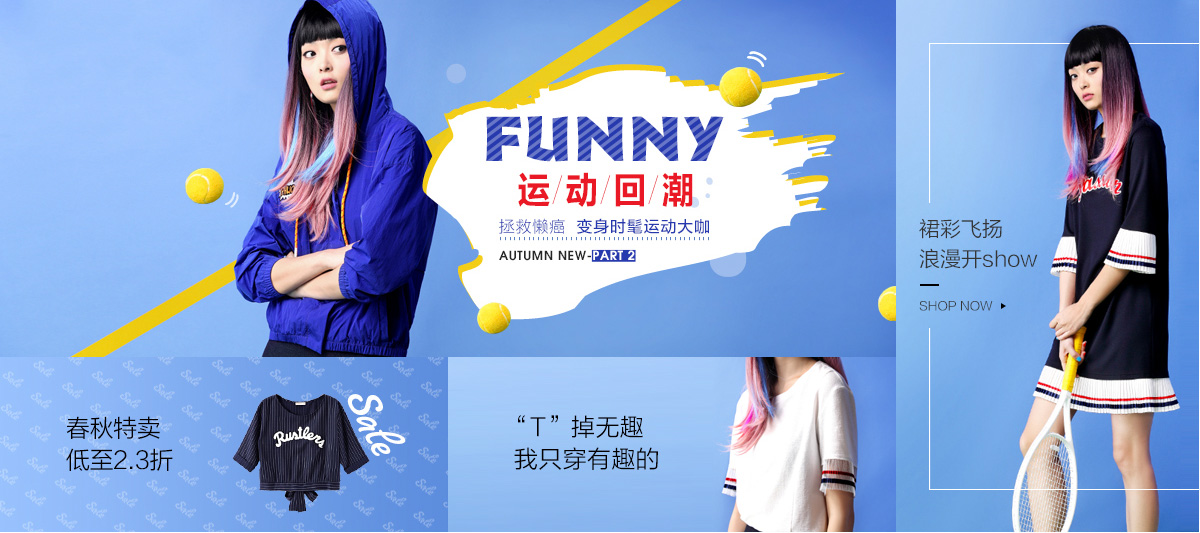 FUNNY
运/动/回/潮
拯救懒癌 变身时髦运动大咖
AUTUMN NEW-PART 2
裙彩飞扬
浪漫开show
SHOP NOW
春秋特卖
低至2.3折
Rustlers
Sale
“T”掉无趣
我只穿有趣的